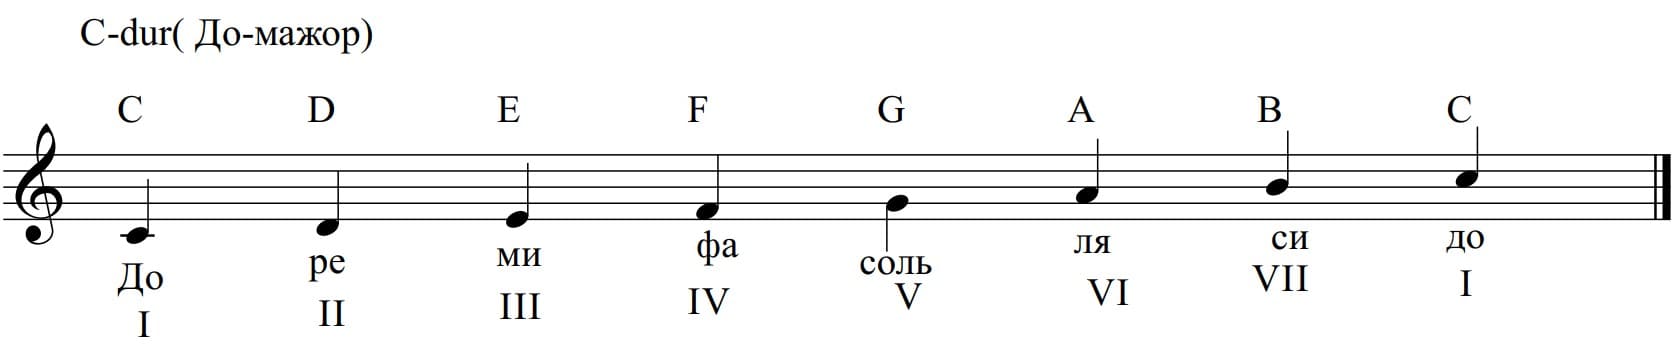 C-dur( До-мажор)
C D E F G A B C
До ре ми фа соль ля си до
I II III IV V VI VII I